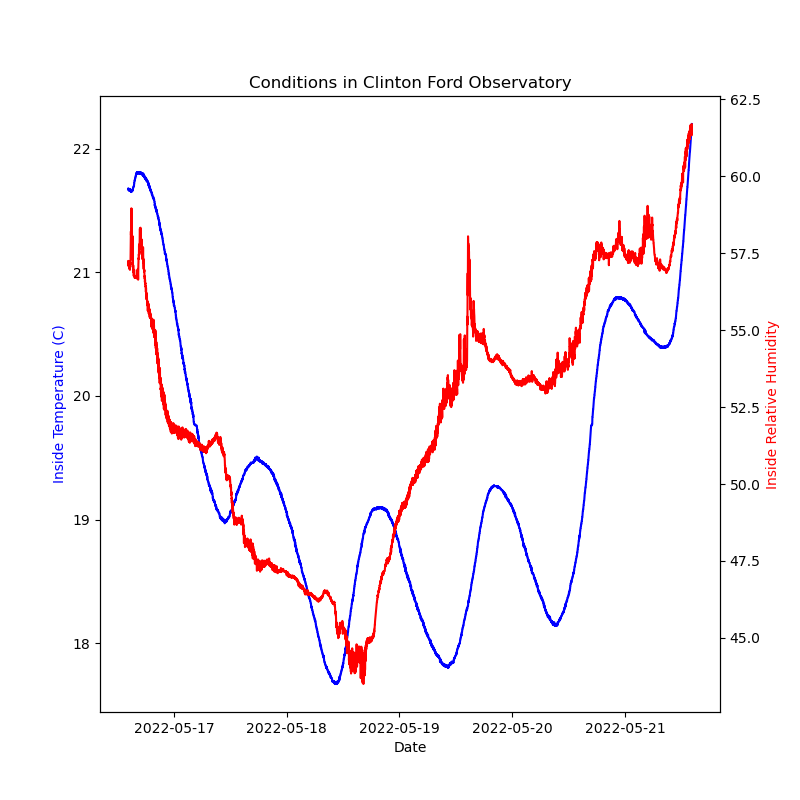 Conditions in Clinton Ford Observatory
62.5
22
60.0
57.5
21
55.0
20
52.5
50.0
19
47.5
18
45.0
Inside Temperature (C)
Inside Relative Humidity
2022-05-17 2022-05-18 2022-05-19 2022-05-20 2022-05-21
Date